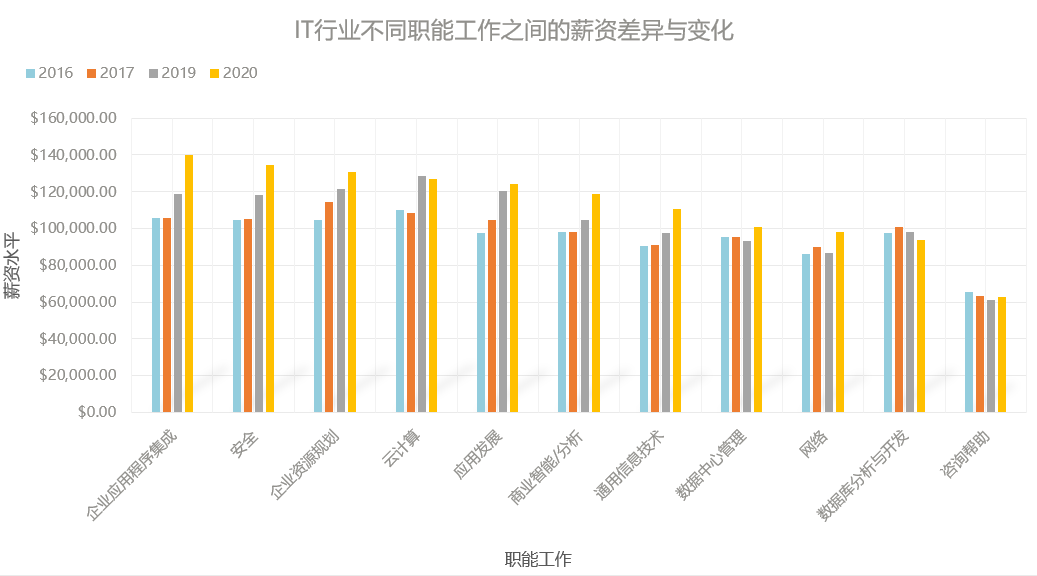 IT行业不同职能工作之间的薪资差异与变化
2016 2017 2019 2020
$160,000.00
$140,000.00
$120,000.00
$100,000.00
$80,000.00
$60,000.00
$40,000.00
$20,000.00
$0.00
薪资水平
企业应用程序集成
安全
企业资源规划
云计算
应用发展
商业智能/分析
通用信息技术
数据中心管理
网络
数据库分析与开发
咨询帮助
职能工作